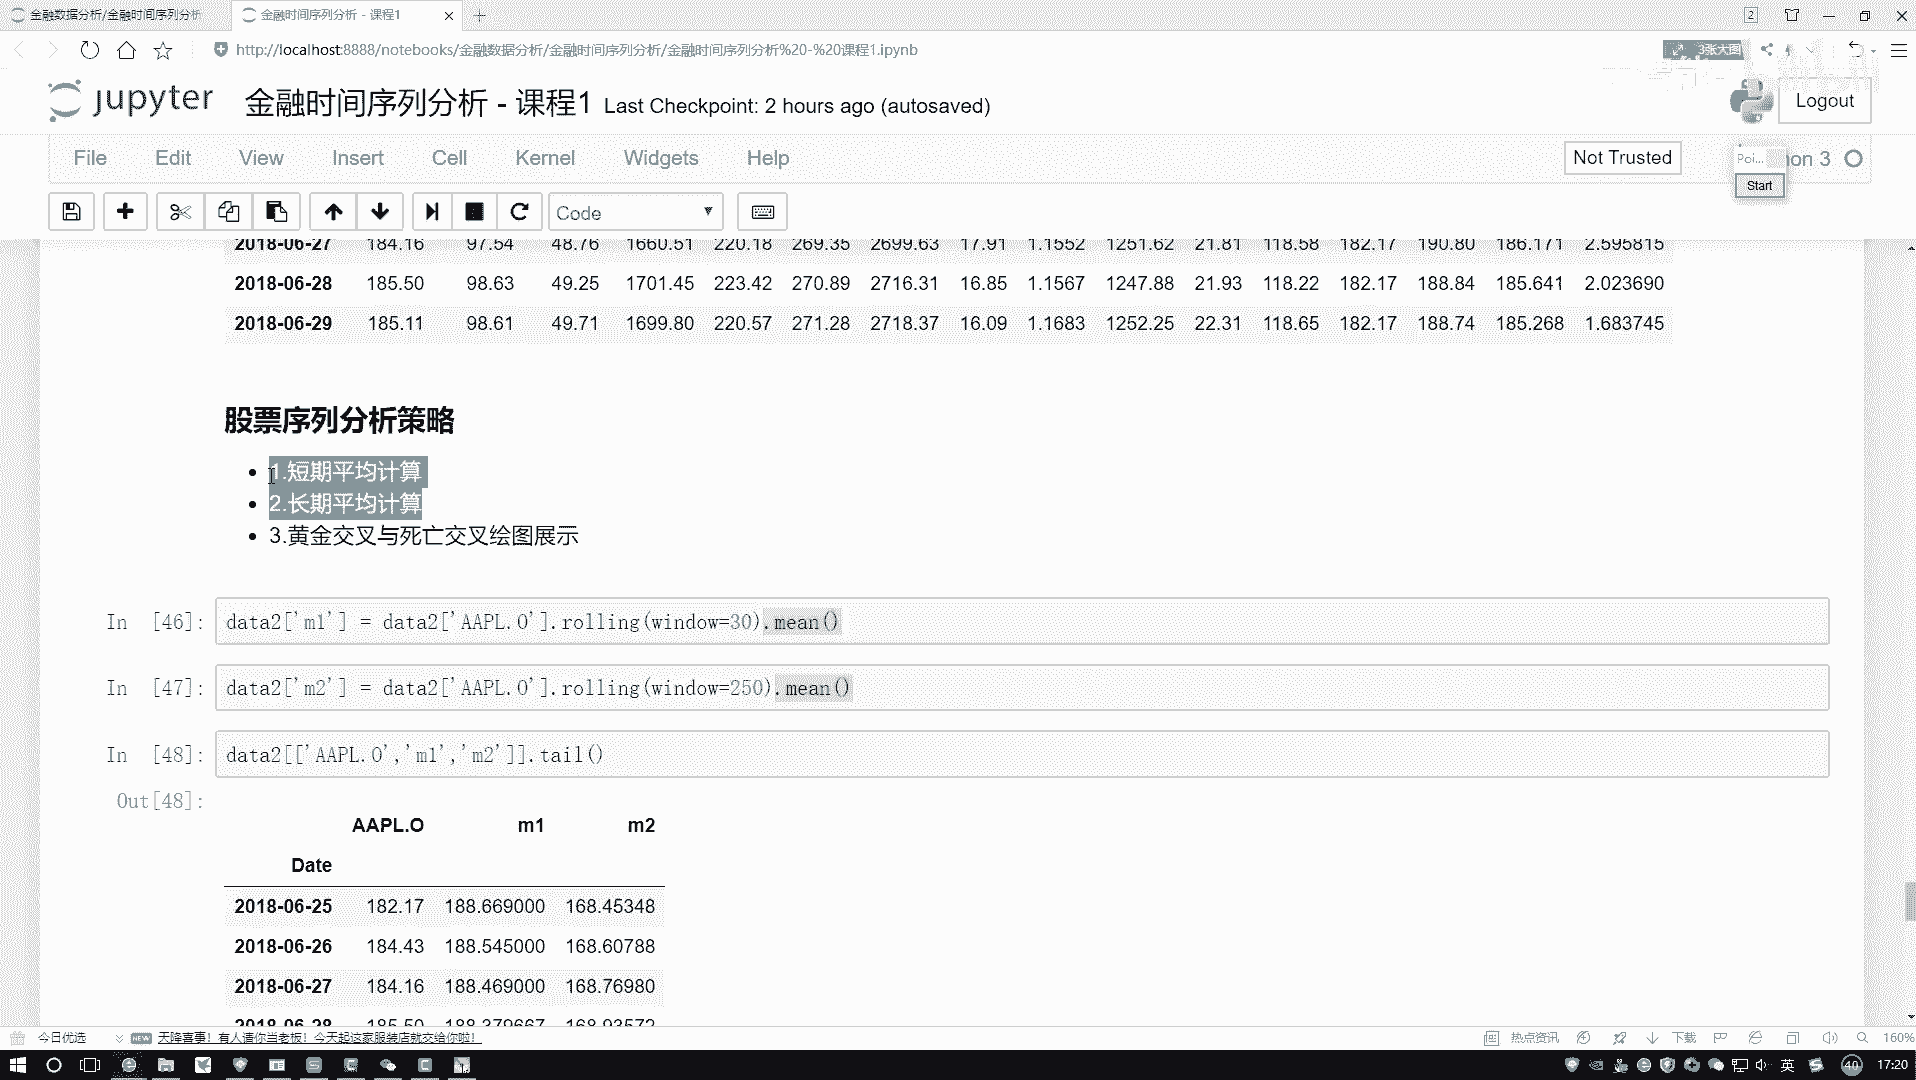 金融数据分析/金融时间序列分析
金融时间序列分析 - 课程1
2
http://localhost:8888/notebooks/金融数据分析/金融时间序列分析/金融时间序列分析%20-%20课程1.ipynb
3张大图
jupyter 金融时间序列分析 - 课程1 Last Checkpoint: 2 hours ago (autosaved)
Logout
File Edit View Insert Cell Kernel Widgets Help
Not Trusted
Poi... hon 3
Start
Code
2018-06-27 184.16 97.54 48.76 1660.51 220.18 269.35 2699.63 17.91 1.1552 1251.62 21.81 118.58 182.17 190.80 186.171 2.595815
2018-06-28 185.50 98.63 49.25 1701.45 223.42 270.89 2716.31 16.85 1.1567 1247.88 21.93 118.22 182.17 188.84 185.641 2.023690
2018-06-29 185.11 98.61 49.71 1699.80 220.57 271.28 2718.37 16.09 1.1683 1252.25 22.31 118.65 182.17 188.74 185.268 1.683745
股票序列分析策略
1.短期平均计算
2.长期平均计算
3.黄金交叉与死亡交叉绘图展示
In [46]: data2['m1'] = data2['AAPL.O'].rolling(window=30).mean()
In [47]: data2['m2'] = data2['AAPL.O'].rolling(window=250).mean()
In [48]: data2[['AAPL.O','m1','m2']].tail()
Out[48]:
AAPL.O m1 m2
Date
2018-06-25 182.17 188.669000 168.45348
2018-06-26 184.43 188.545000 168.60788
2018-06-27 184.16 188.469000 168.76980
2018-06-28 185.50 188.379667 168.93572
今日优选 NEW 天降喜事！有人请你当老板！今天起这家服装店就交给你啦！
热点资讯 下载 160%
英 40 17:20